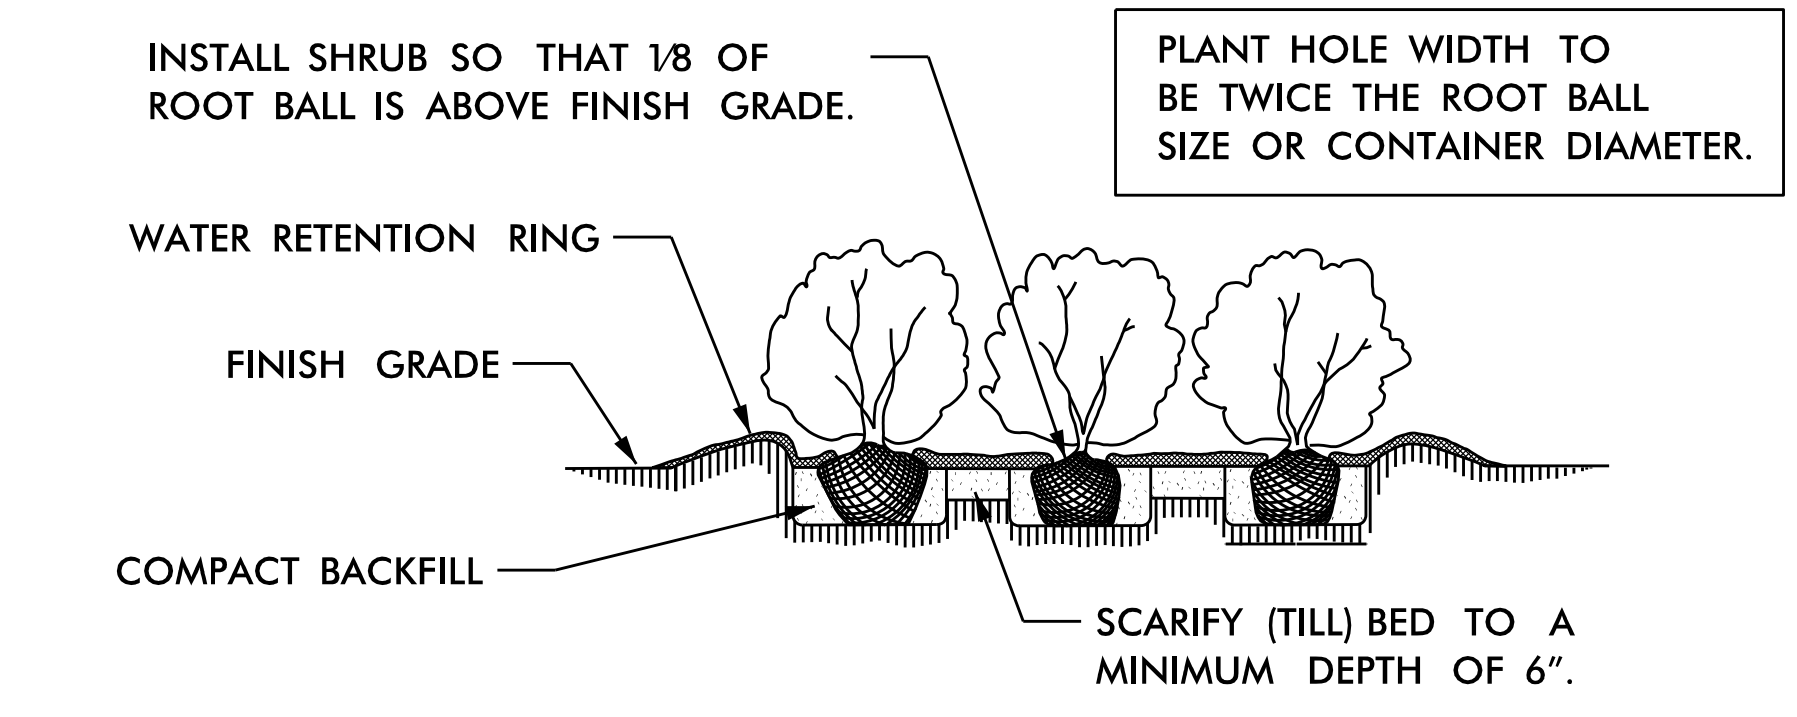 INSTALL SHRUB SO THAT 1/8 OF
ROOT BALL IS ABOVE FINISH GRADE.
PLANT HOLE WIDTH TO
BE TWICE THE ROOT BALL
SIZE OR CONTAINER DIAMETER.
WATER RETENTION RING
FINISH GRADE
COMPACT BACKFILL
SCARIFY (TILL) BED TO A
MINIMUM DEPTH OF 6".